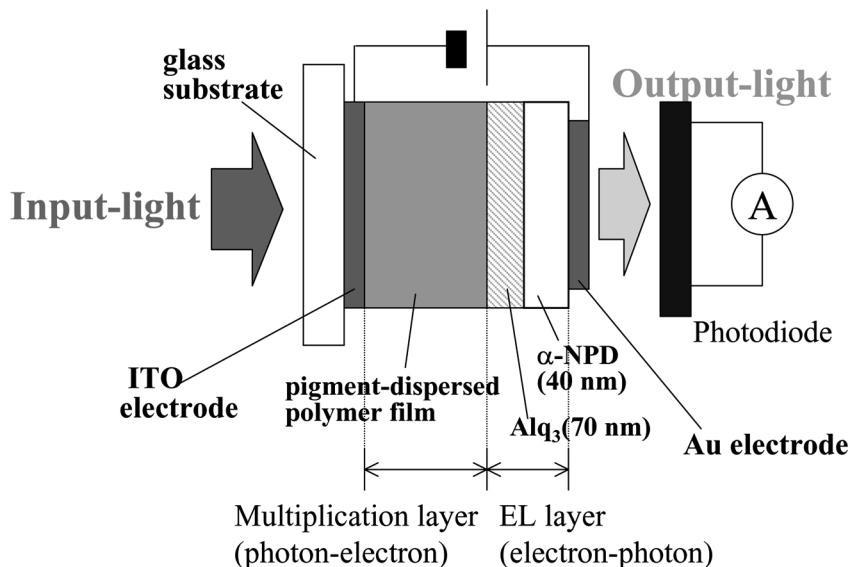 glass
substrate
Output-light
Input-light
A
Photodiode
ITO
electrode
pigment-dispersed
polymer film
α-NPD
(40 nm)
Alq₃(70 nm)
Au electrode
Multiplication layer
(photon-electron)
EL layer
(electron-photon)